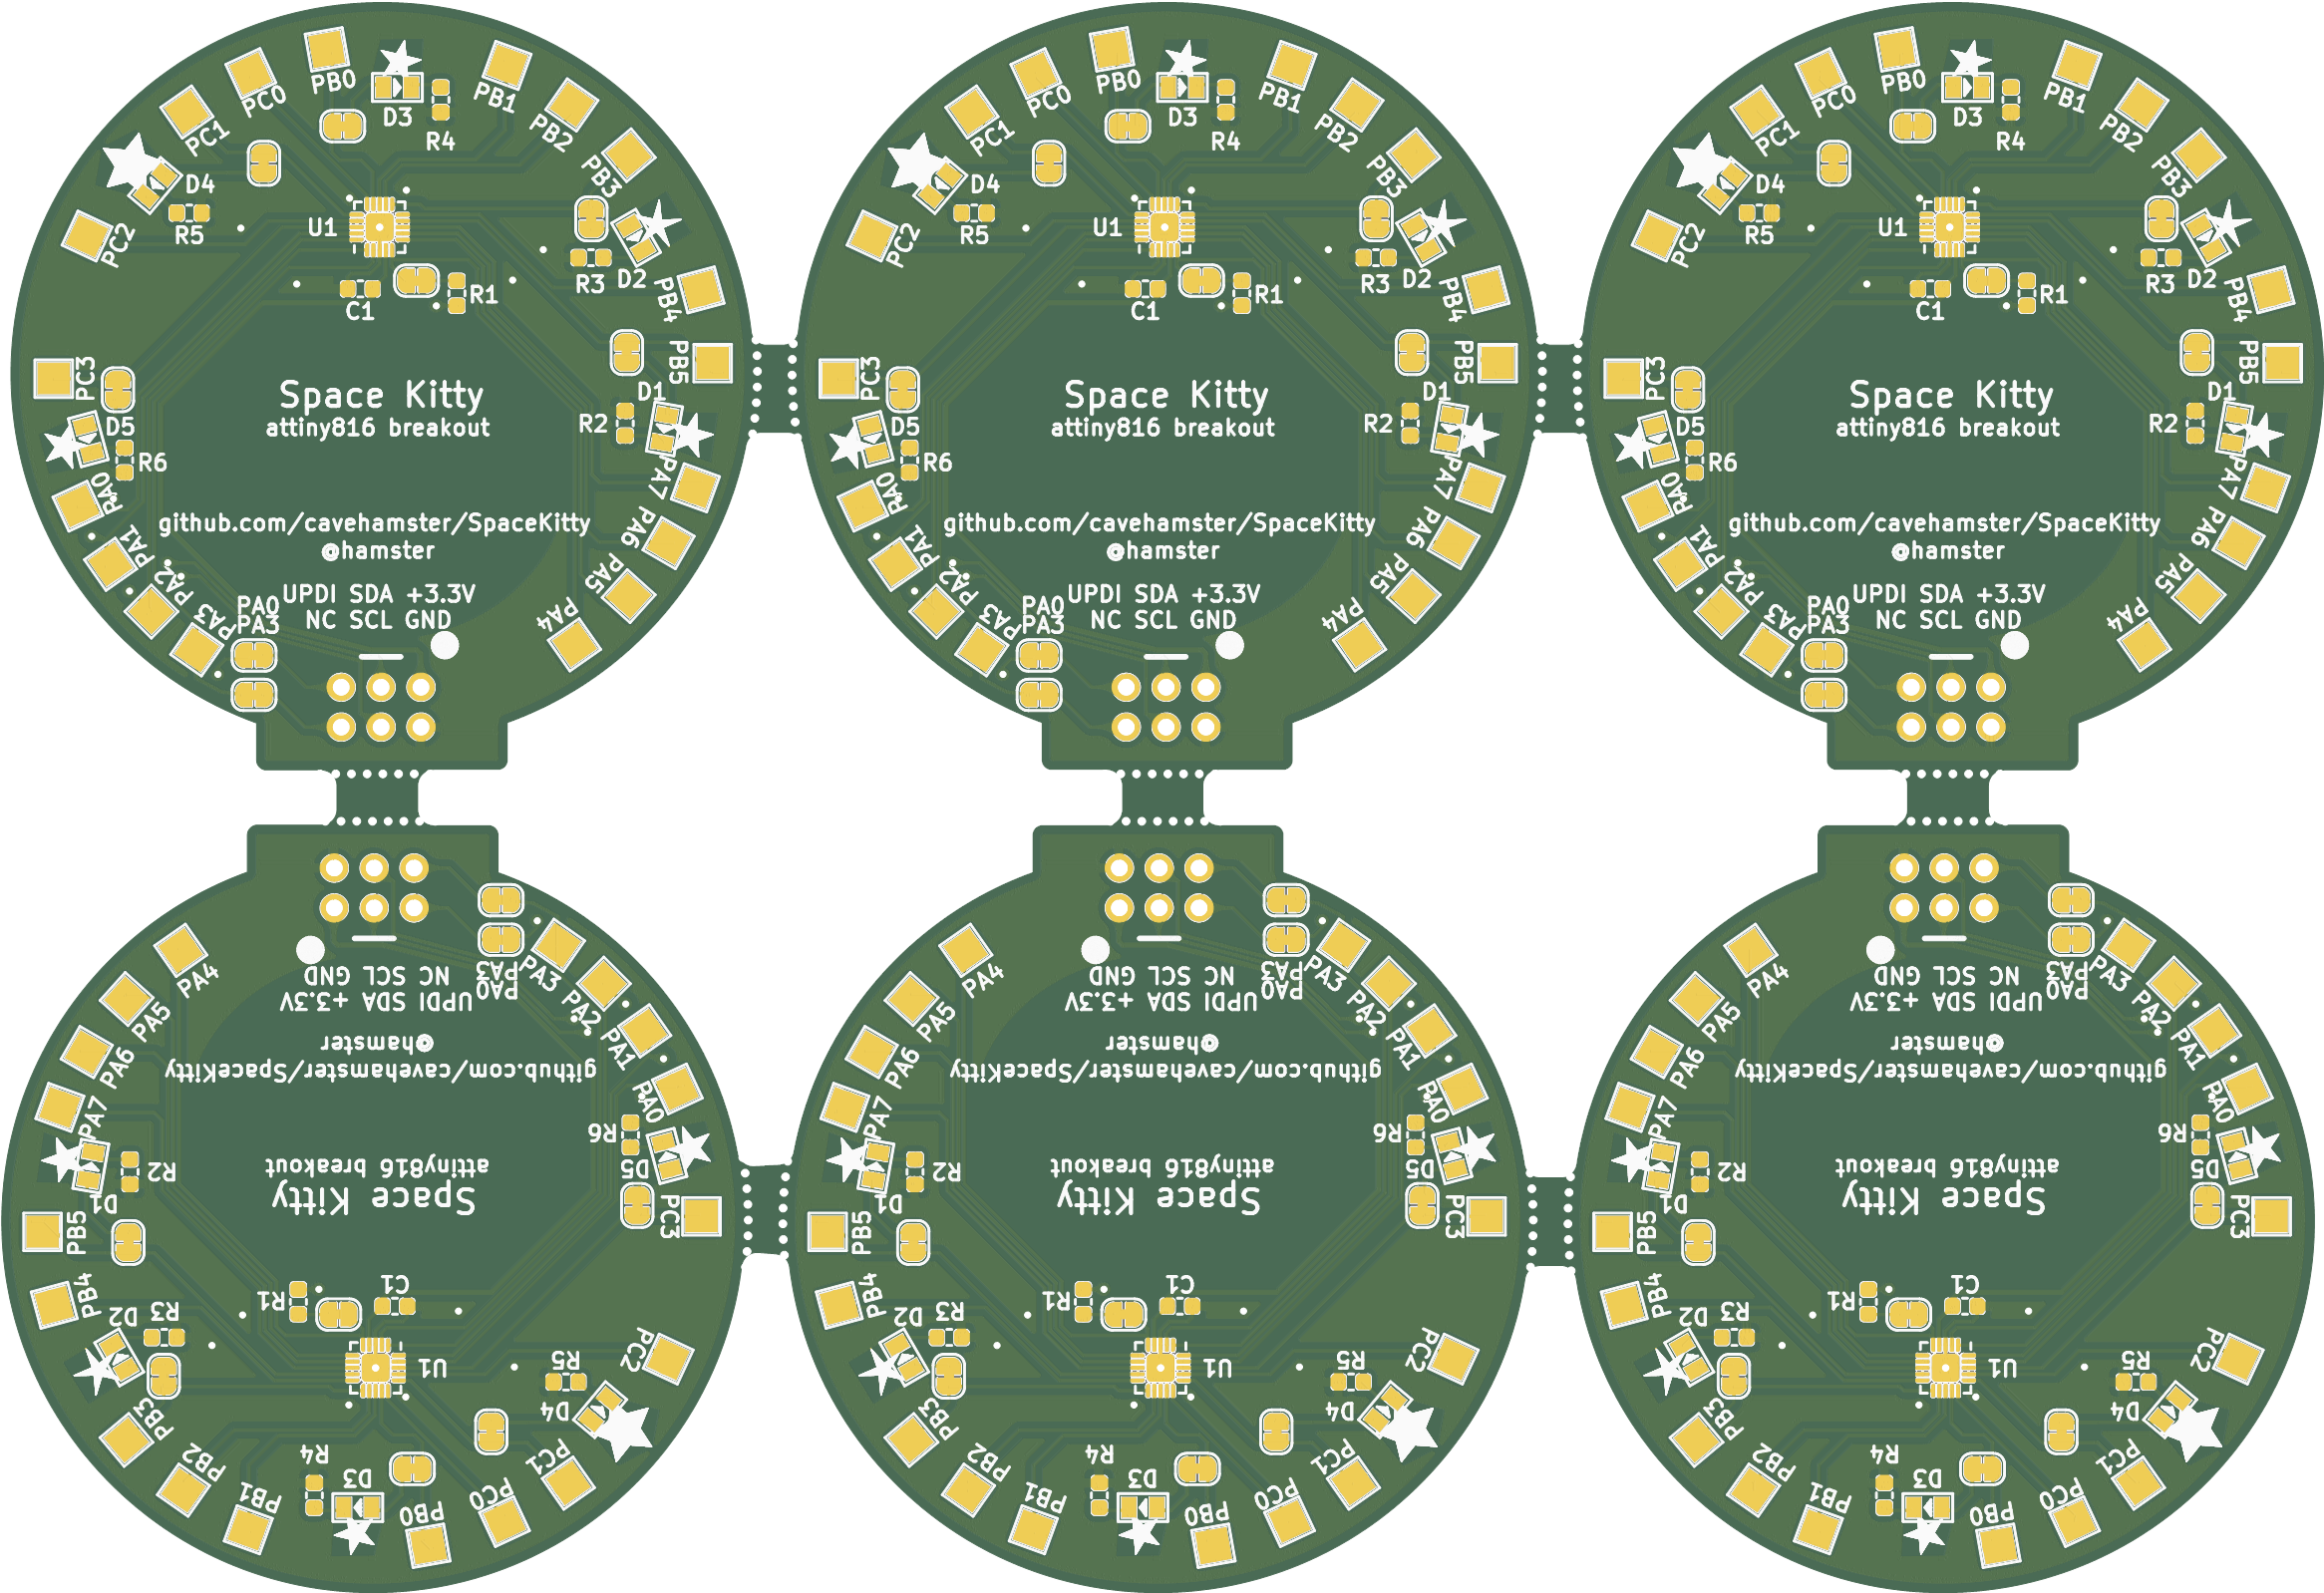 PB0
PC0
PB1
D3
PC1
PB2
R4
PB3
D4
U1
R5
PC2
R3
D2
PB4
R1
C1
PB5
PC3
D1
Space Kitty
attiny816 breakout
D5
R2
R6
PA7
PA0
github.com/cavehamster/SpaceKitty
PA6
@hamster
PA1
PA5
PA2
UPDI SDA +3.3V
NC SCL GND
PA0
PA3
PA3
PA4
PB0
PC0
PB1
D3
PC1
PB2
R4
PB3
D4
U1
R5
PC2
R3
D2
PB4
R1
C1
PB5
PC3
D1
Space Kitty
attiny816 breakout
D5
R2
R6
PA7
PA0
github.com/cavehamster/SpaceKitty
PA6
@hamster
PA1
PA5
PA2
UPDI SDA +3.3V
NC SCL GND
PA0
PA3
PA3
PA4
PB0
PC0
PB1
D3
PC1
PB2
R4
PB3
D4
U1
R5
PC2
R3
D2
PB4
R1
C1
PB5
PC3
D1
Space Kitty
attiny816 breakout
D5
R2
R6
PA7
PA0
github.com/cavehamster/SpaceKitty
PA6
@hamster
PA1
PA5
PA2
UPDI SDA +3.3V
NC SCL GND
PA0
PA3
PA3
PA4
PB0
PC0
PB1
D3
PC1
PB2
R4
PB3
D4
U1
R5
PC2
R3
D2
PB4
R1
C1
PB5
PC3
D1
Space Kitty
attiny816 breakout
D5
R2
R6
PA7
PA0
github.com/cavehamster/SpaceKitty
PA6
@hamster
PA1
PA5
PA2
UPDI SDA +3.3V
NC SCL GND
PA0
PA3
PA3
PA4
PB0
PC0
PB1
D3
PC1
PB2
R4
PB3
D4
U1
R5
PC2
R3
D2
PB4
R1
C1
PB5
PC3
D1
Space Kitty
attiny816 breakout
D5
R2
R6
PA7
PA0
github.com/cavehamster/SpaceKitty
PA6
@hamster
PA1
PA5
PA2
UPDI SDA +3.3V
NC SCL GND
PA0
PA3
PA3
PA4
PB0
PC0
PB1
D3
PC1
PB2
R4
PB3
D4
U1
R5
PC2
R3
D2
PB4
R1
C1
PB5
PC3
D1
Space Kitty
attiny816 breakout
D5
R2
R6
PA7
PA0
github.com/cavehamster/SpaceKitty
PA6
@hamster
PA1
PA5
PA2
UPDI SDA +3.3V
NC SCL GND
PA0
PA3
PA3
PA4